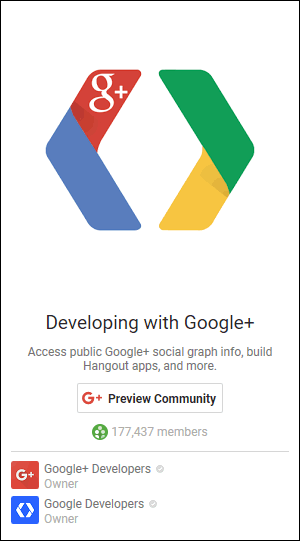 g+
Developing with Google+
Access public Google+ social graph info, build
Hangout apps, and more.
G+ Preview Community
177,437 members
G+ Google+ Developers
Owner
Google Developers
Owner